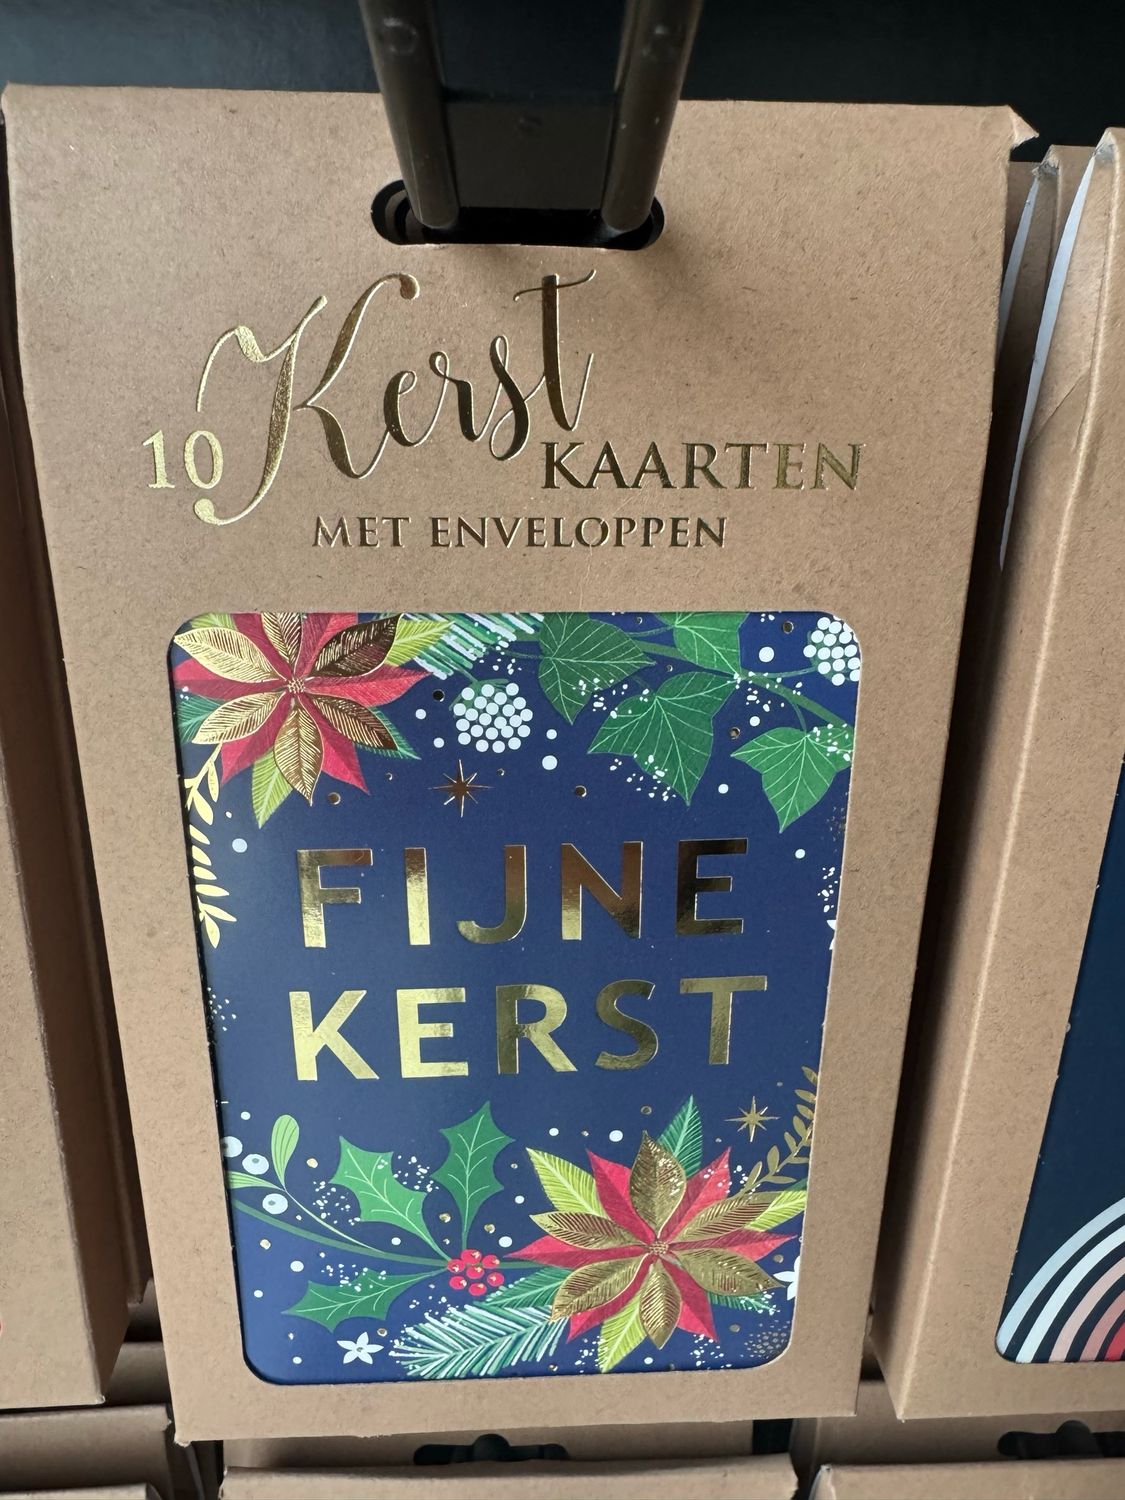 10 Kerst
KAARTEN
MET ENVELOPPEN
FIJNE
KERST